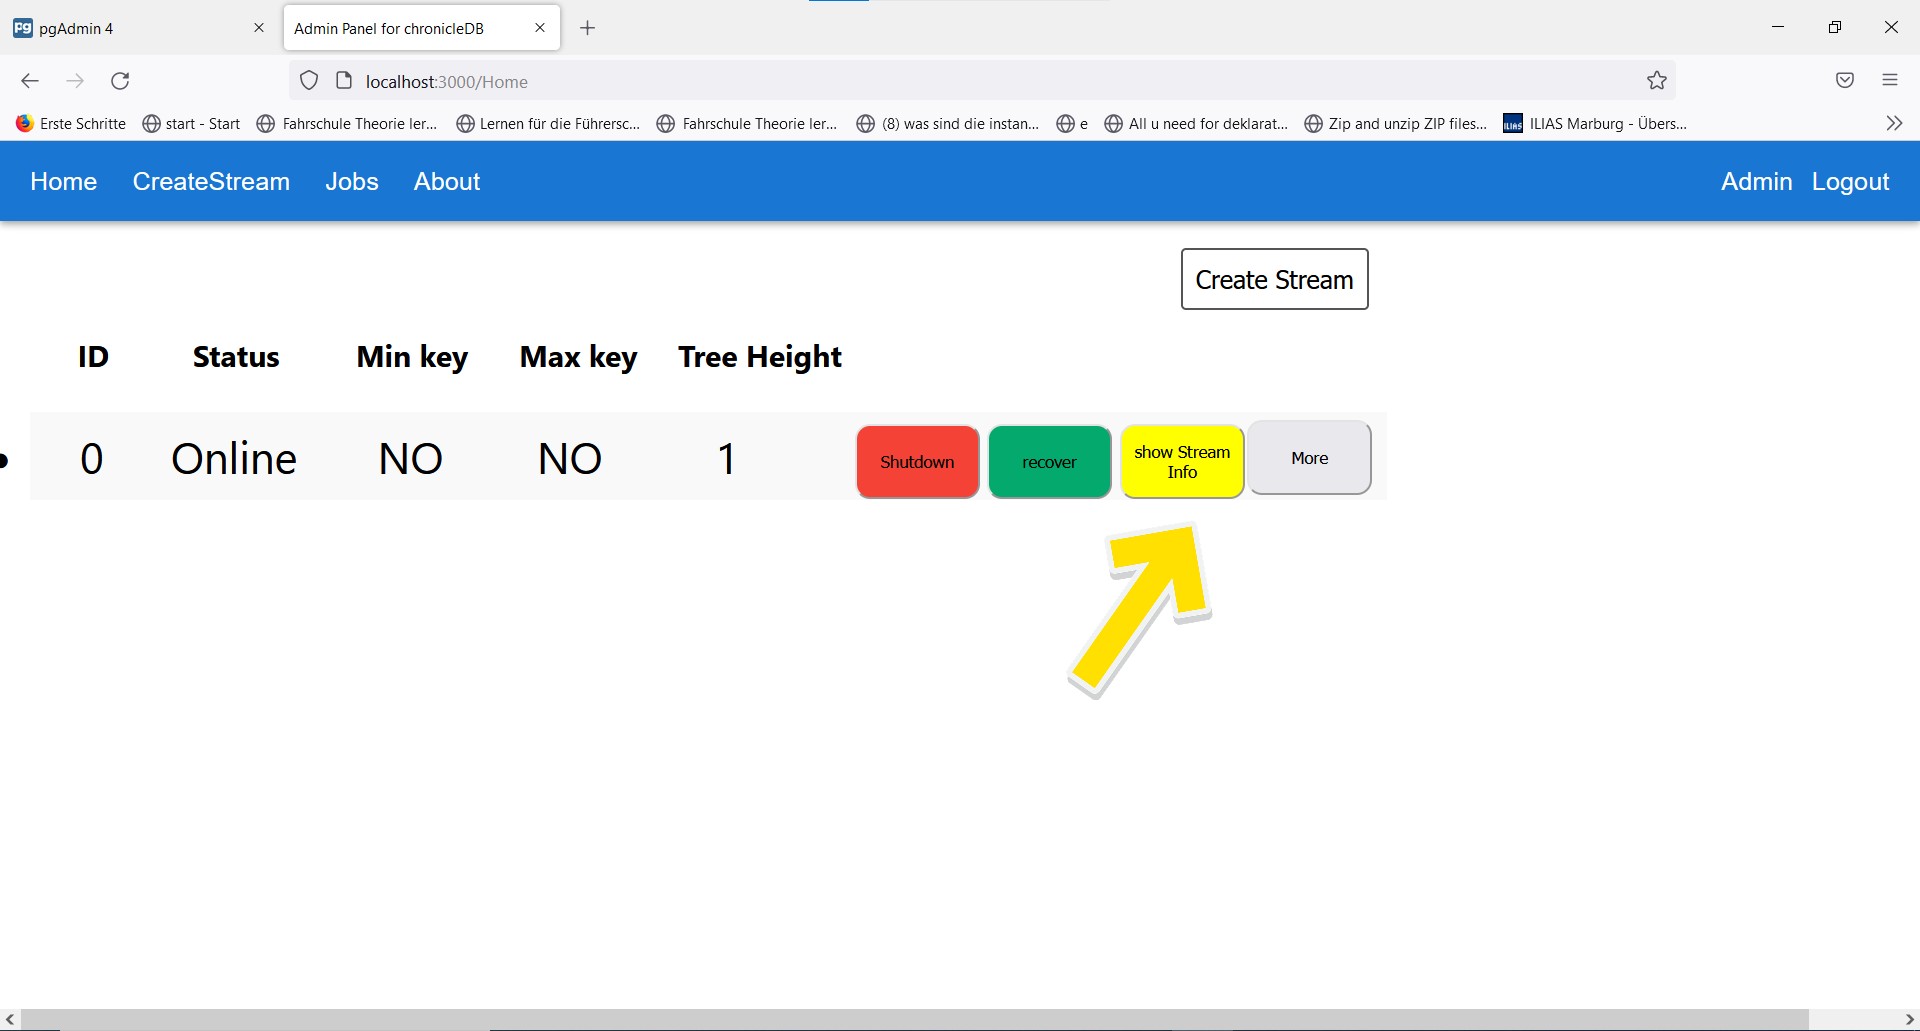 pgAdmin 4
Admin Panel for chronicleDB
localhost:3000/Home
Erste Schritte start - Start Fahrschule Theorie ler... Lernen für die Führersc... Fahrschule Theorie ler... (8) was sind die instan... e All u need for deklarat... Zip and unzip ZIP files... ILIAS Marburg - Übers...
Home CreateStream Jobs About Admin Logout
Create Stream
ID Status Min key Max key Tree Height
0 Online NO NO 1 Shutdown recover show Stream Info More